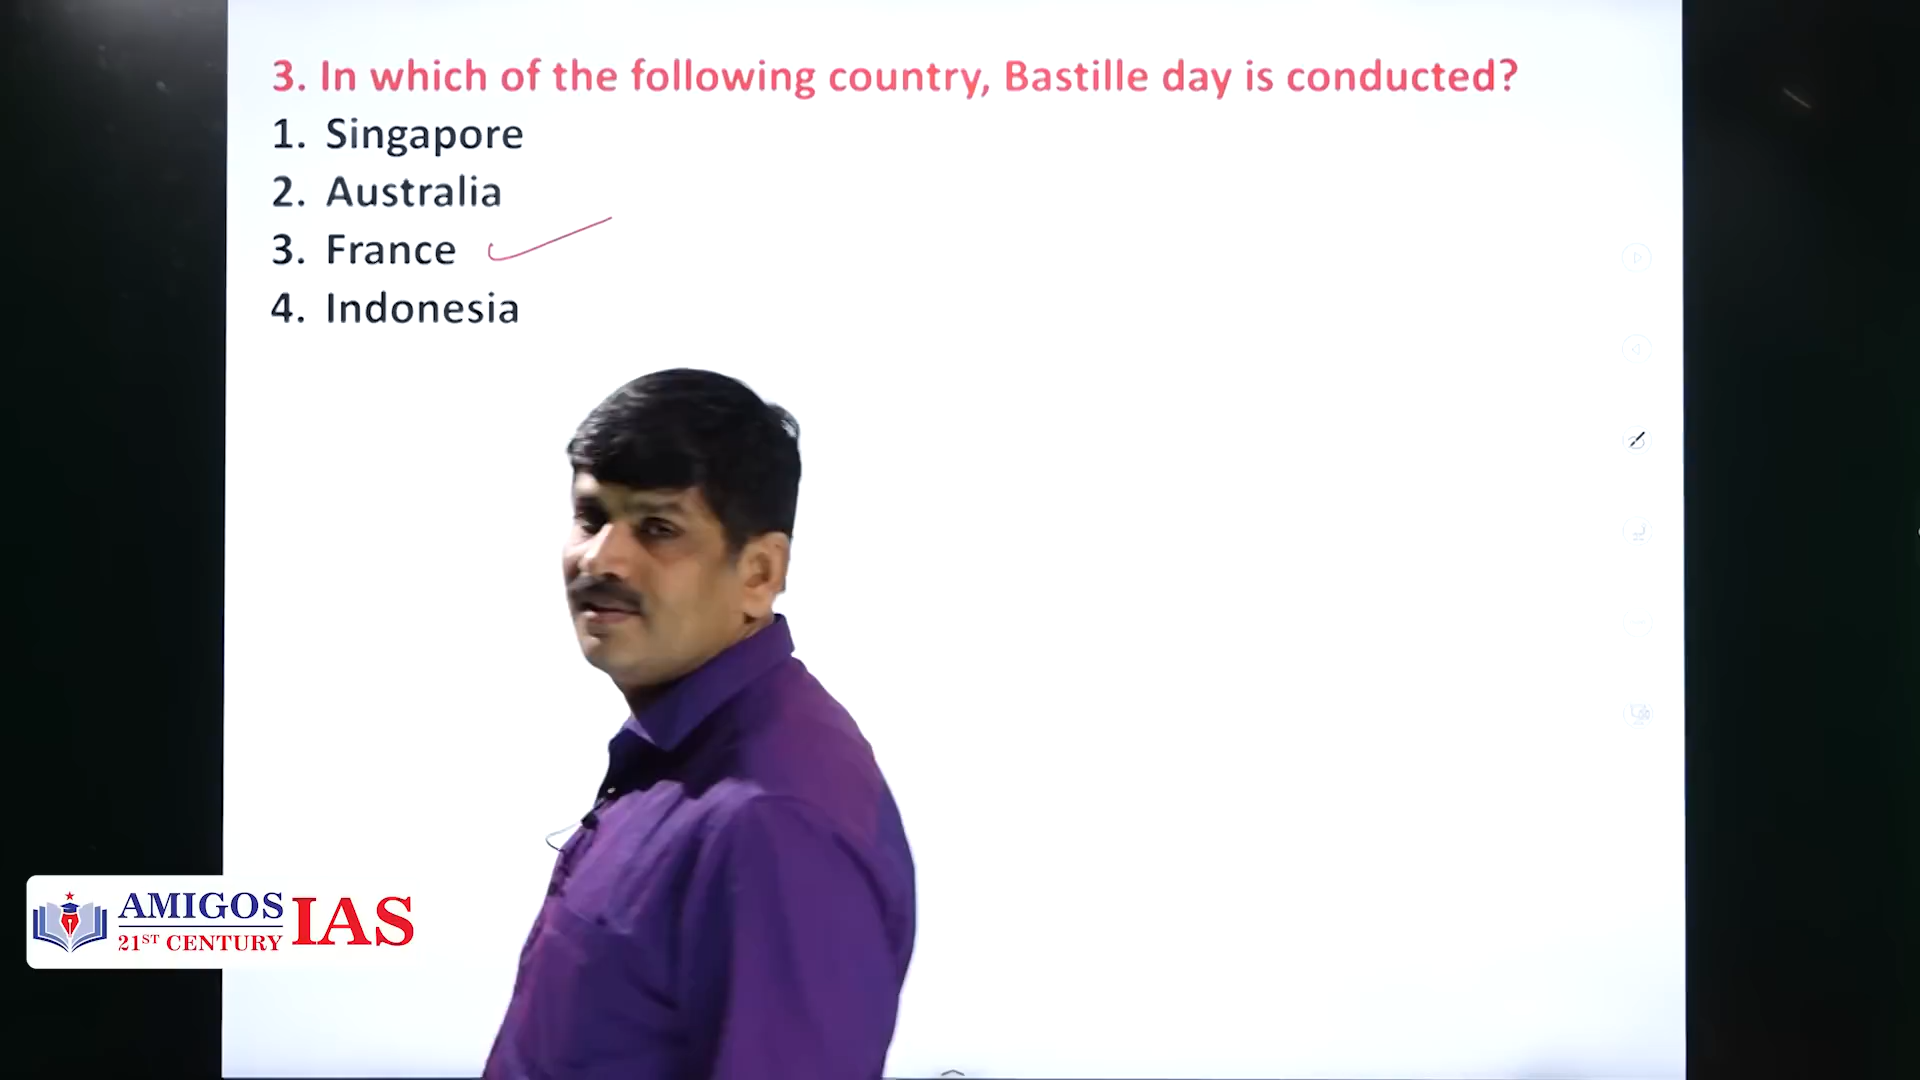 3. In which of the following country, Bastille day is conducted?
1. Singapore
2. Australia
3. France
4. Indonesia
AMIGOS
21ST CENTURY
IAS